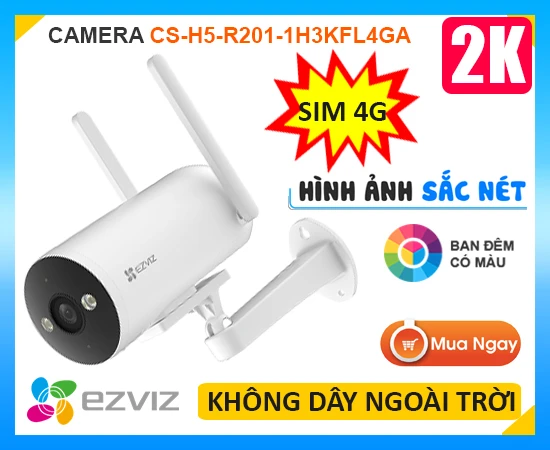 CAMERA CS-H5-R201-1H3KFL4GA
2K
SIM 4G
HÌNH ẢNH SẮC NÉT
BAN ĐÊM
CÓ MÀU
EZVIZ
Mua Ngay
ezviz
KHÔNG DÂY NGOÀI TRỜI